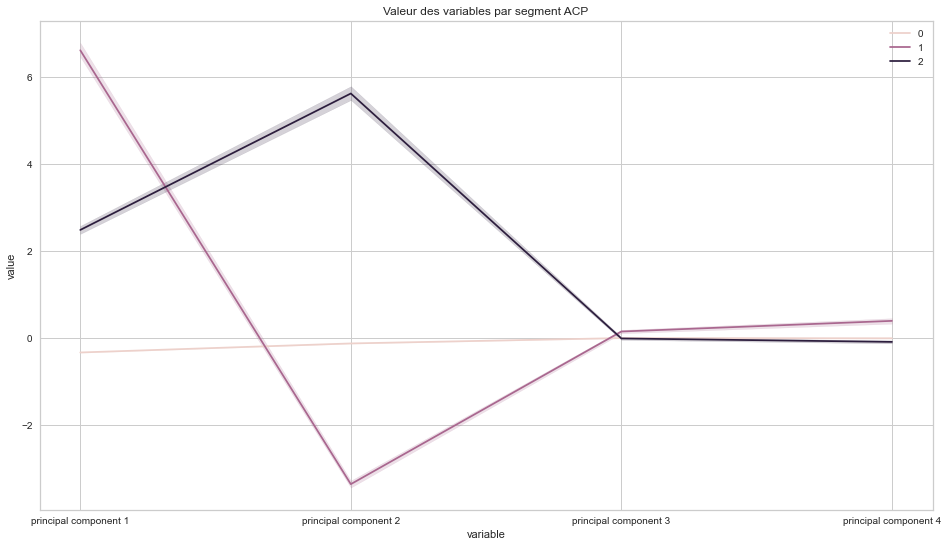 Valeur des variables par segment ACP
0
1
2
6
4
2
0
−2
value
principal component 1
principal component 2
principal component 3
principal component 4
variable